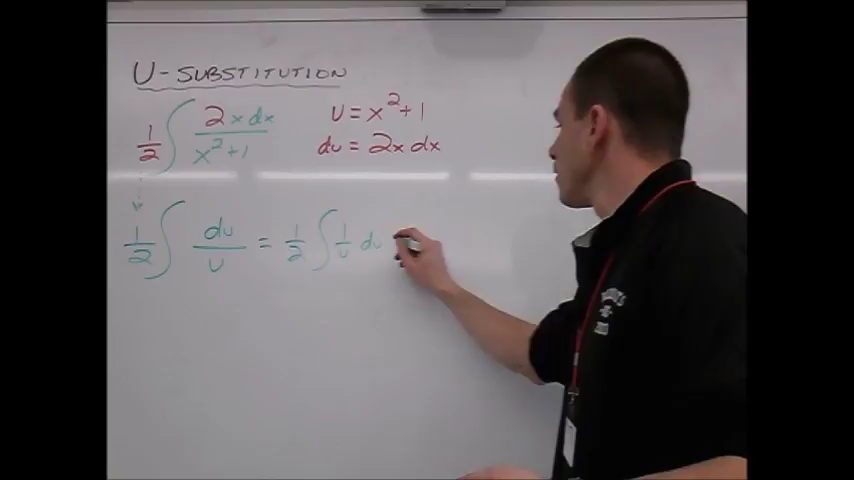 U-SUBSTITUTION
1/2 ∫ 2x dx / x²+1
U = x²+1
du = 2x dx
1/2 ∫ du/U = 1/2 ∫ 1/U du